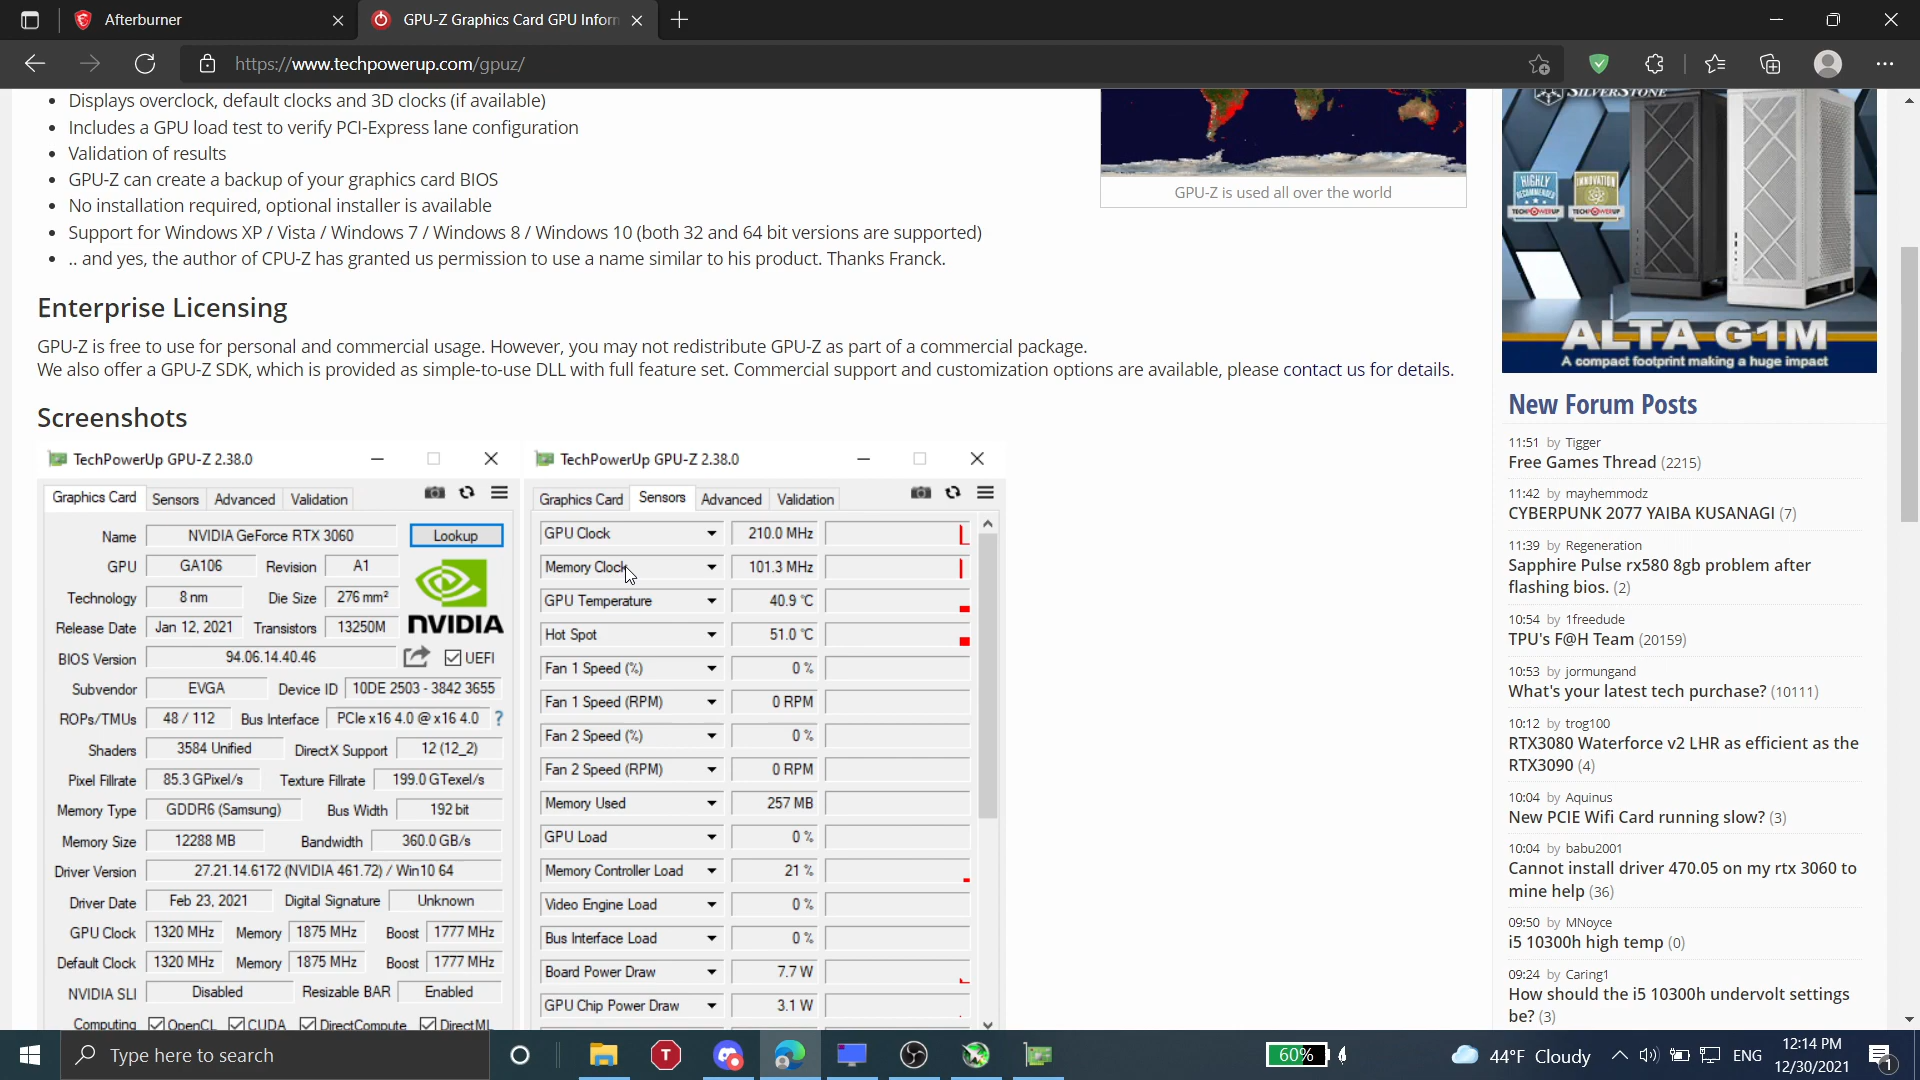 Afterburner
GPU-Z Graphics Card GPU Inforn
https://www.techpowerup.com/gpuz/
Displays overclock, default clocks and 3D clocks (if available)
Includes a GPU load test to verify PCI-Express lane configuration
Validation of results
GPU-Z can create a backup of your graphics card BIOS
No installation required, optional installer is available
Support for Windows XP / Vista / Windows 7 / Windows 8 / Windows 10 (both 32 and 64 bit versions are supported)
.. and yes, the author of CPU-Z has granted us permission to use a name similar to his product. Thanks Franck.
GPU-Z is used all over the world
Enterprise Licensing
GPU-Z is free to use for personal and commercial usage. However, you may not redistribute GPU-Z as part of a commercial package.
We also offer a GPU-Z SDK, which is provided as simple-to-use DLL with full feature set. Commercial support and customization options are available, please contact us for details.
Screenshots
TechPowerUp GPU-Z 2.38.0
Graphics Card Sensors Advanced Validation
Name NVIDIA GeForce RTX 3060 Lookup
GPU GA106 Revision A1
Technology 8 nm Die Size 276 mm²
Release Date Jan 12, 2021 Transistors 13250M
NVIDIA
BIOS Version 94.06.14.40.46 UEFI
Subvendor EVGA Device ID 10DE 2503 - 3842 3655
ROPs/TMUs 48 / 112 Bus Interface PCIe x16 4.0 @ x16 4.0 ?
Shaders 3584 Unified DirectX Support 12 (12_2)
Pixel Fillrate 85.3 GPixel/s Texture Fillrate 199.0 GTexel/s
Memory Type GDDR6 (Samsung) Bus Width 192 bit
Memory Size 12288 MB Bandwidth 360.0 GB/s
Driver Version 27.21.14.6172 (NVIDIA 461.72) / Win10 64
Driver Date Feb 23, 2021 Digital Signature Unknown
GPU Clock 1320 MHz Memory 1875 MHz Boost 1777 MHz
Default Clock 1320 MHz Memory 1875 MHz Boost 1777 MHz
NVIDIA SLI Disabled Resizable BAR Enabled
Computing OpenCL CUDA DirectCompute DirectML
TechPowerUp GPU-Z 2.38.0
Graphics Card Sensors Advanced Validation
GPU Clock 210.0 MHz
Memory Clock 101.3 MHz
GPU Temperature 40.9 °C
Hot Spot 51.0 °C
Fan 1 Speed (%) 0 %
Fan 1 Speed (RPM) 0 RPM
Fan 2 Speed (%) 0 %
Fan 2 Speed (RPM) 0 RPM
Memory Used 257 MB
GPU Load 0 %
Memory Controller Load 21 %
Video Engine Load 0 %
Bus Interface Load 0 %
Board Power Draw 7.7 W
GPU Chip Power Draw 3.1 W
SILVERSTONE
HIGHLY RECOMMENDED TECHPOWERUP
INNOVATION TECHPOWERUP
ALTA G1M
A compact footprint making a huge impact
New Forum Posts
11:51 by Tigger
Free Games Thread (2215)
11:42 by mayhemmodz
CYBERPUNK 2077 YAIBA KUSANAGI (7)
11:39 by Regeneration
Sapphire Pulse rx580 8gb problem after
flashing bios. (2)
10:54 by 1freedude
TPU's F@H Team (20159)
10:53 by jormungand
What's your latest tech purchase? (10111)
10:12 by trog100
RTX3080 Waterforce v2 LHR as efficient as the
RTX3090 (4)
10:04 by Aquinus
New PCIE Wifi Card running slow? (3)
10:04 by babu2001
Cannot install driver 470.05 on my rtx 3060 to
mine help (36)
09:50 by MNoyce
i5 10300h high temp (0)
09:24 by Caring1
How should the i5 10300h undervolt settings
be? (3)
Type here to search
T
60%
44°F Cloudy
ENG
12:14 PM
12/30/2021
1